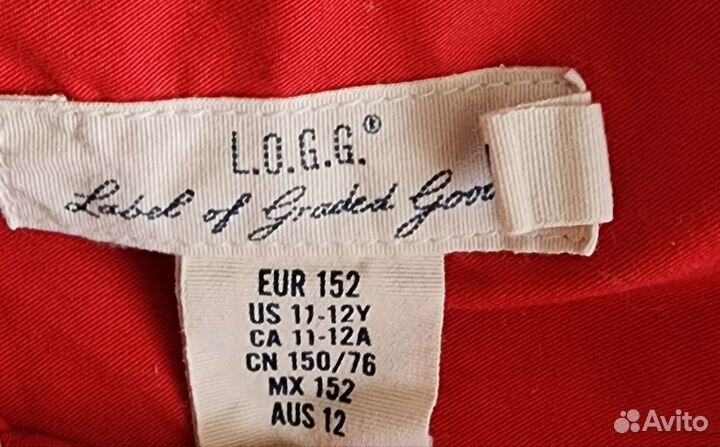 L.O.G.G.®
Label of Graded
EUR 152
US 11-12Y
CA 11-12A
CN 150/76
MX 152
AUS 12
Avito